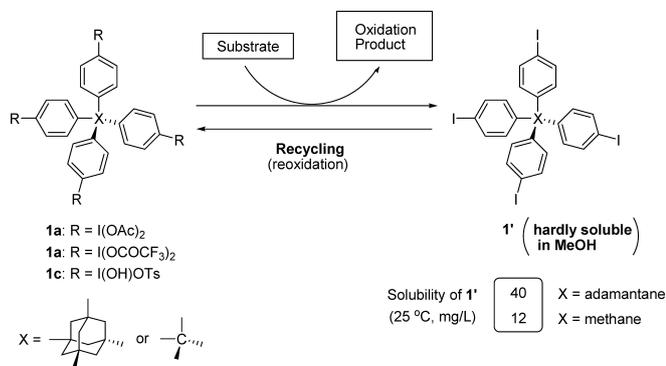 R
R
X
R
R
Substrate
Oxidation
Product
Recycling
(reoxidation)
I
I
X
I
I
1a: R = I(OAc)2
1a: R = I(OCOCF3)2
1c: R = I(OH)OTs
1' ( hardly soluble
in MeOH )
Solubility of 1'
(25 ºC, mg/L)
40 X = adamantane
12 X = methane
X = or C